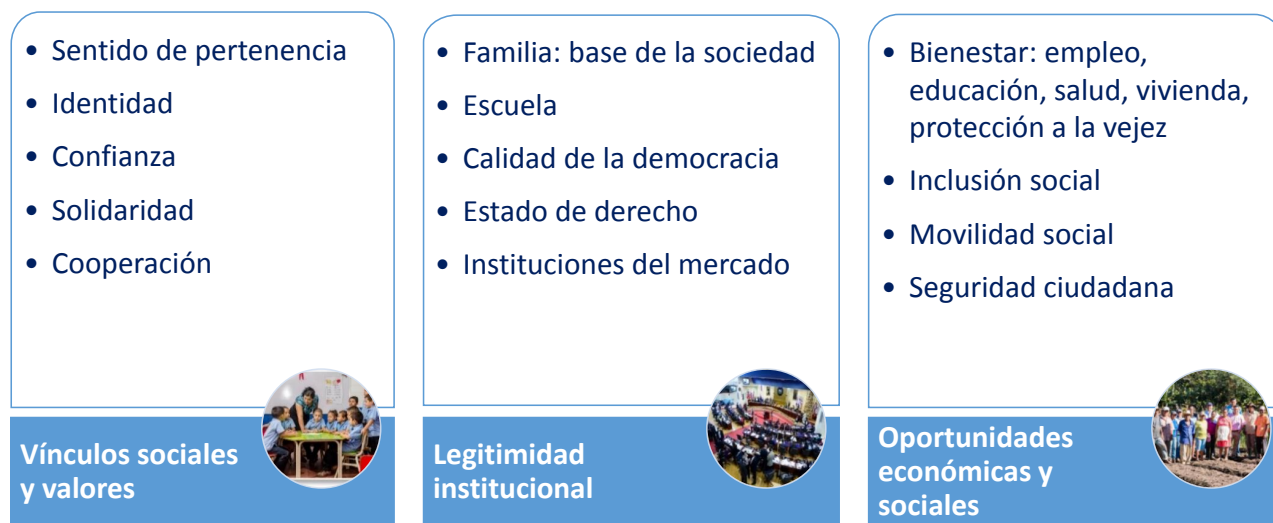 • Sentido de pertenencia
• Identidad
• Confianza
• Solidaridad
• Cooperación
Vínculos sociales
y valores
• Familia: base de la sociedad
• Escuela
• Calidad de la democracia
• Estado de derecho
• Instituciones del mercado
Legitimidad
institucional
• Bienestar: empleo,
educación, salud, vivienda,
protección a la vejez
• Inclusión social
• Movilidad social
• Seguridad ciudadana
Oportunidades
económicas y
sociales